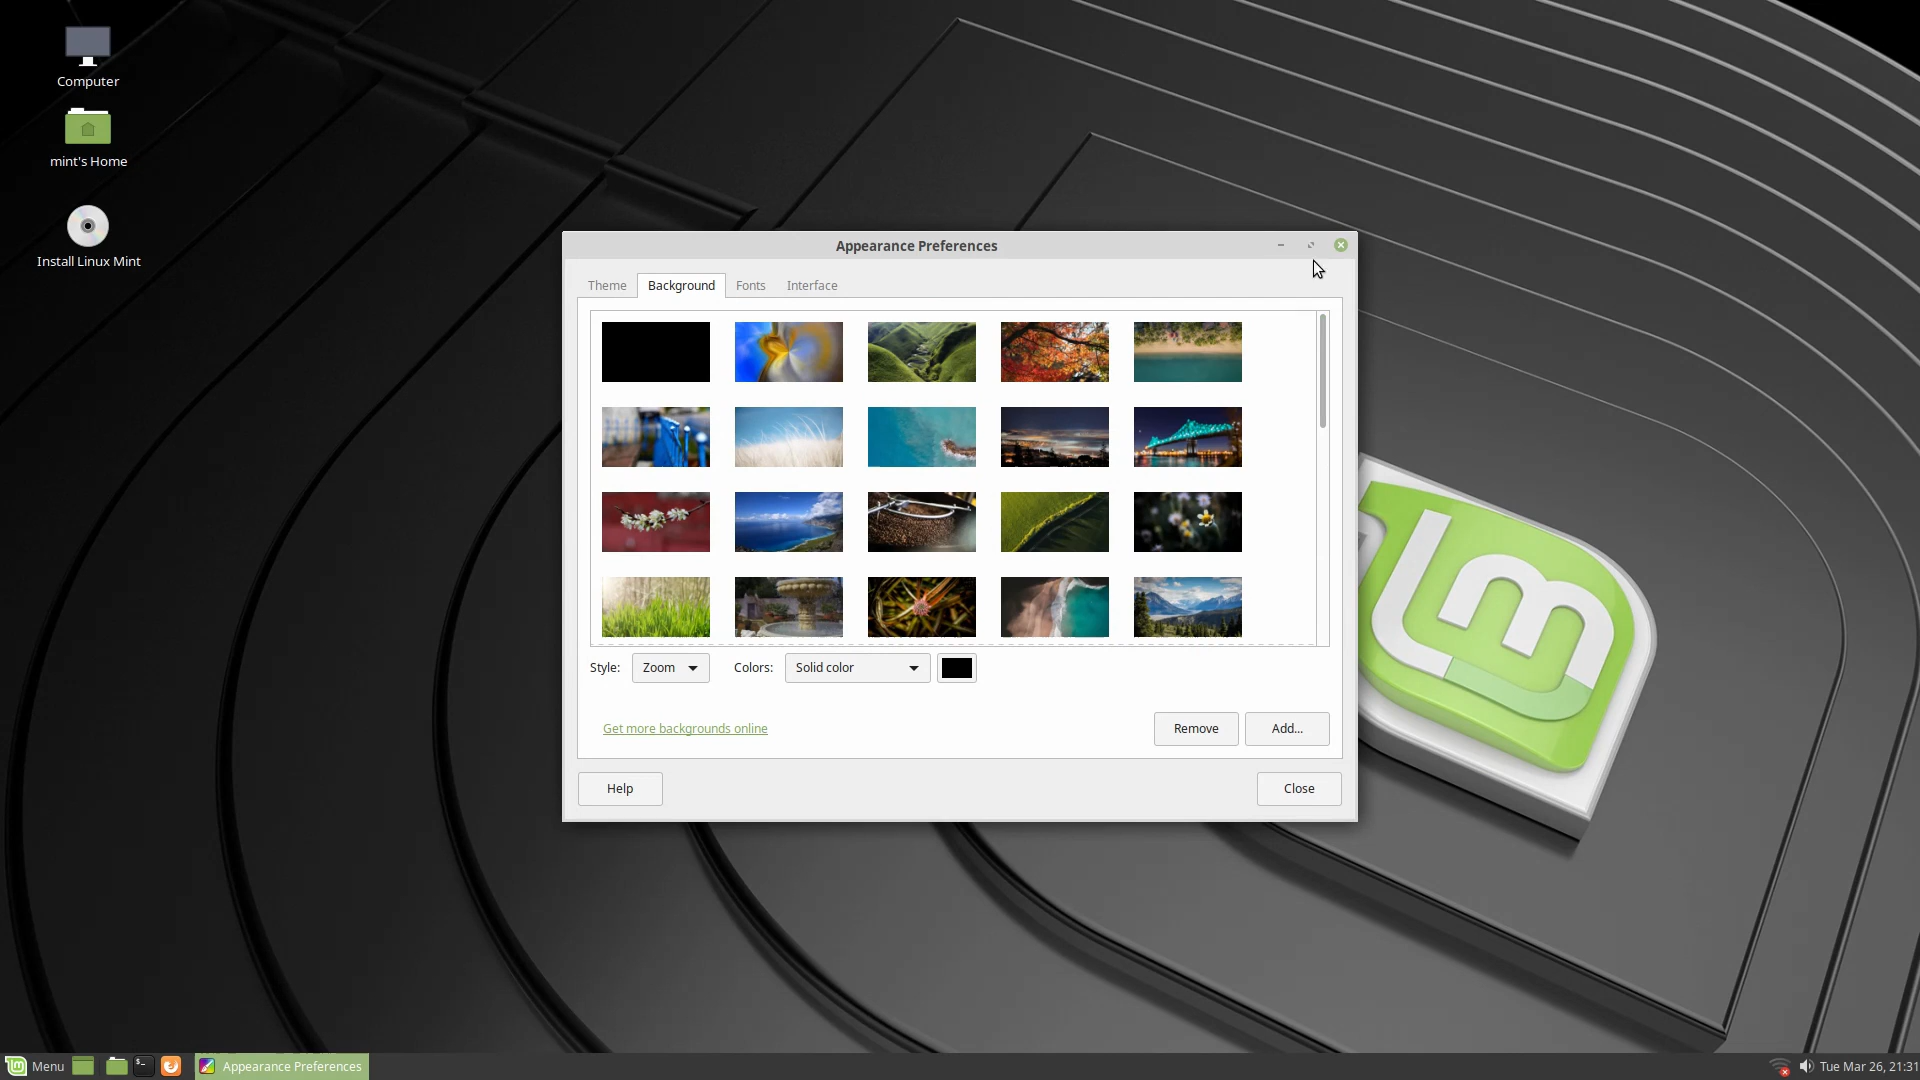 Computer
mint's Home
Install Linux Mint
Appearance Preferences
Theme Background Fonts Interface
Style: Zoom Colors: Solid color
Get more backgrounds online
Remove Add...
Help Close
lm
Menu Appearance Preferences Tue Mar 26, 21:31